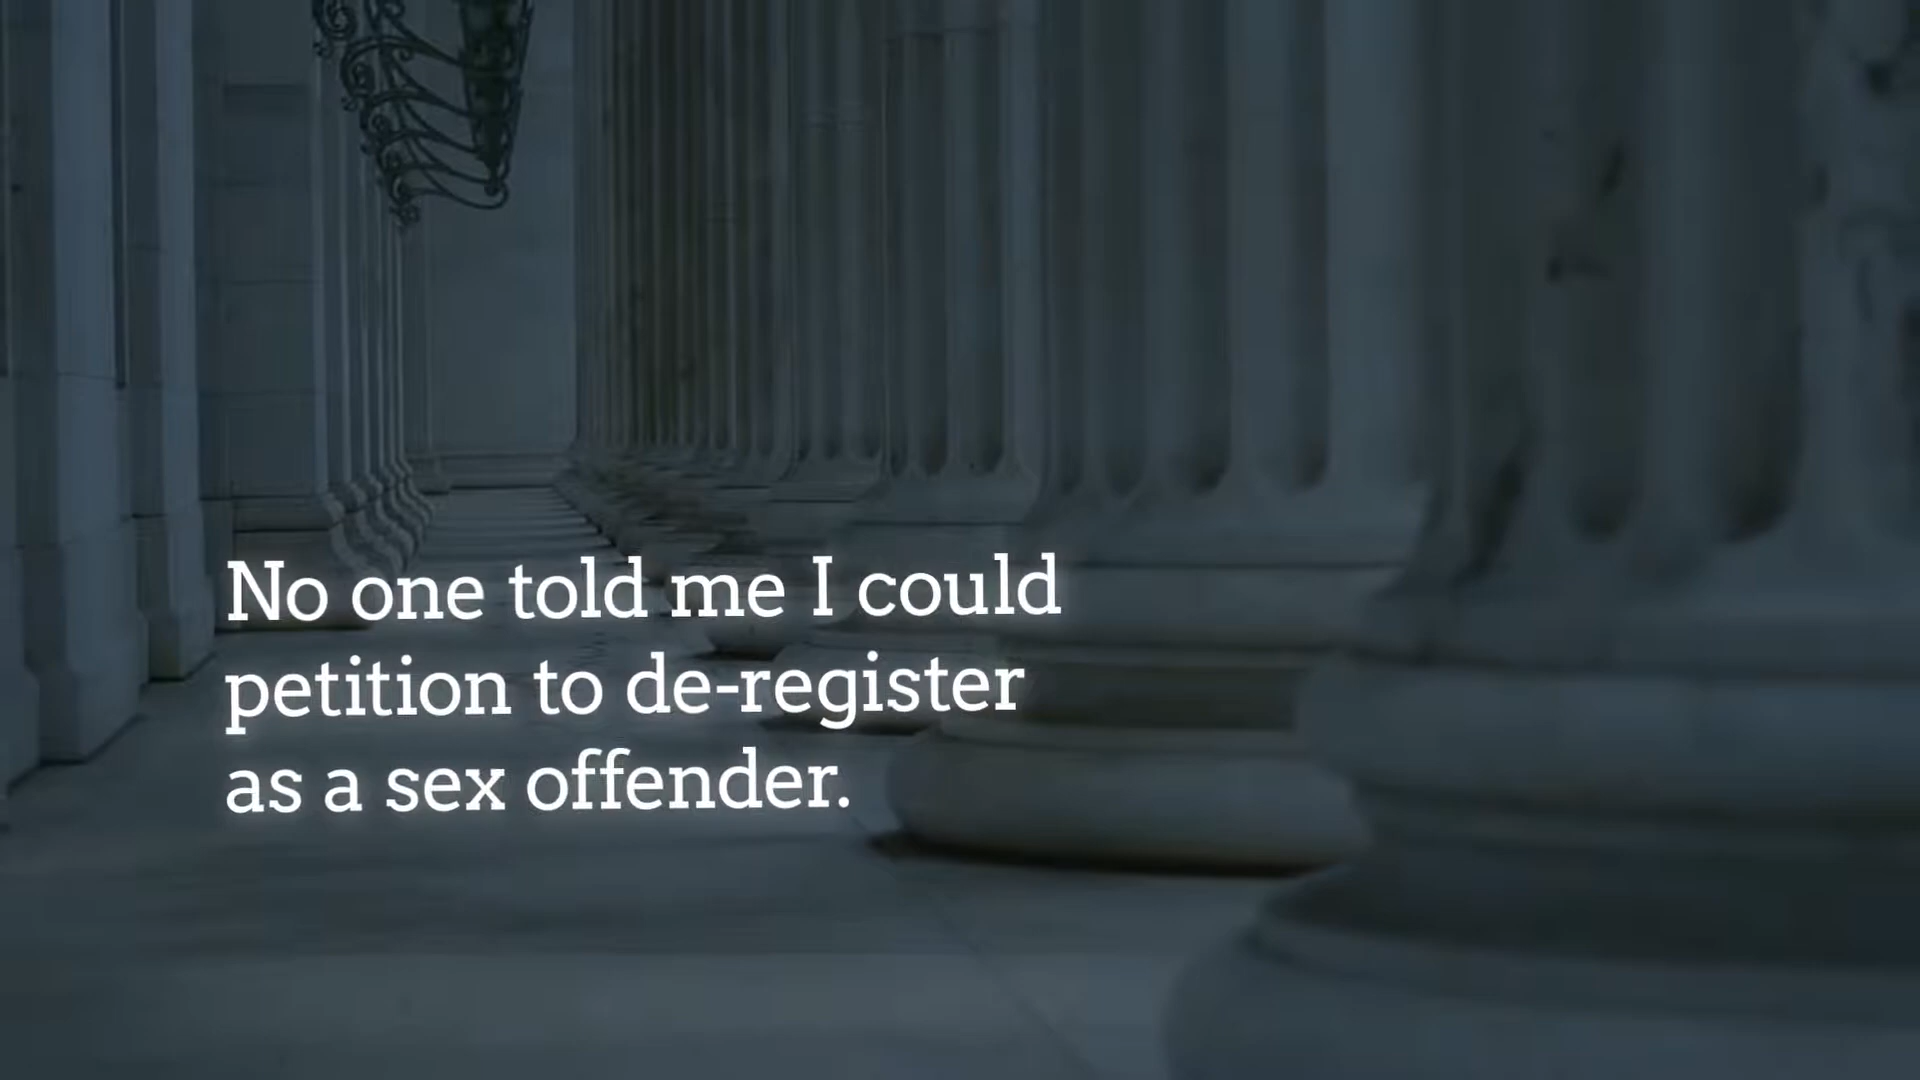 No one told me I could
petition to de-register
as a sex offender.